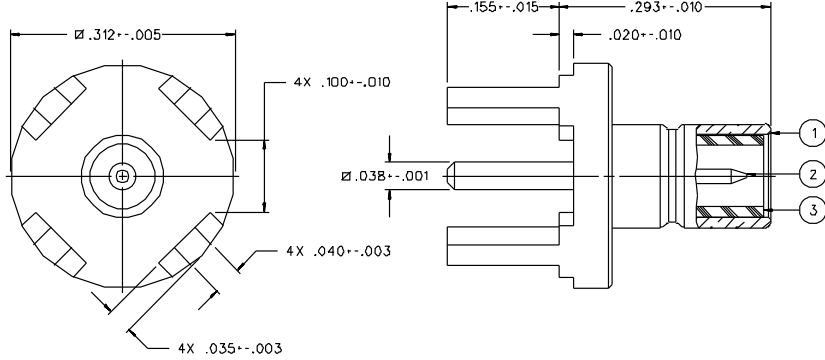 ⌀ .312+-.005
.155+-.015
.293+-.010
.020+-.010
4X .100+-.010
⌀ .038+-.001
1
2
3
4X .040+-.003
4X .035+-.003